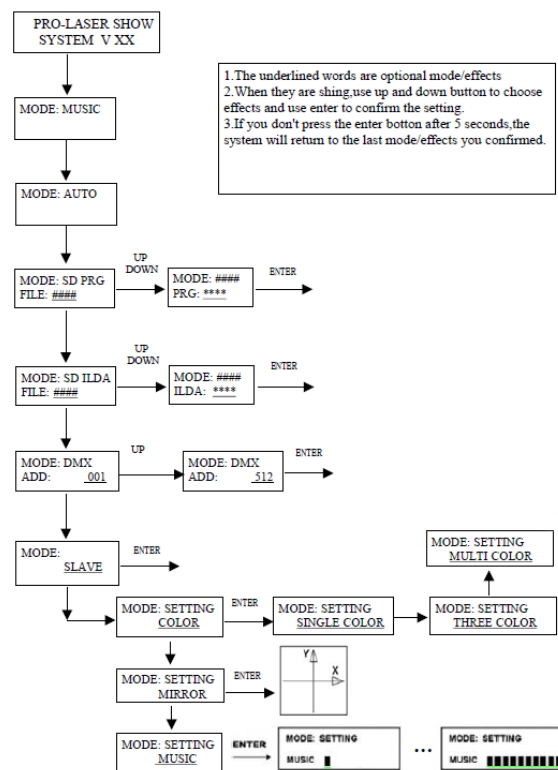 PRO-LASER SHOW
SYSTEM V XX
1.The underlined words are optional mode/effects
2.When they are shing,use up and down button to choose
effects and use enter to confirm the setting.
3.If you don't press the enter botton after 5 seconds,the
system will return to the last mode/effects you confirmed.
MODE: MUSIC
MODE: AUTO
MODE: SD PRG
FILE: ####
UP
DOWN
MODE: ####
PRG: ****
ENTER
MODE: SD ILDA
FILE: ####
UP
DOWN
MODE: ####
ILDA: ****
ENTER
MODE: DMX
ADD: 001
UP
MODE: DMX
ADD: 512
ENTER
MODE:
SLAVE
ENTER
MODE: SETTING
MULTI COLOR
MODE: SETTING
COLOR
ENTER
MODE: SETTING
SINGLE COLOR
MODE: SETTING
THREE COLOR
MODE: SETTING
MIRROR
ENTER
Y
X
MODE: SETTING
MUSIC
ENTER
MODE: SETTING
MUSIC
...
MODE: SETTING
MUSIC